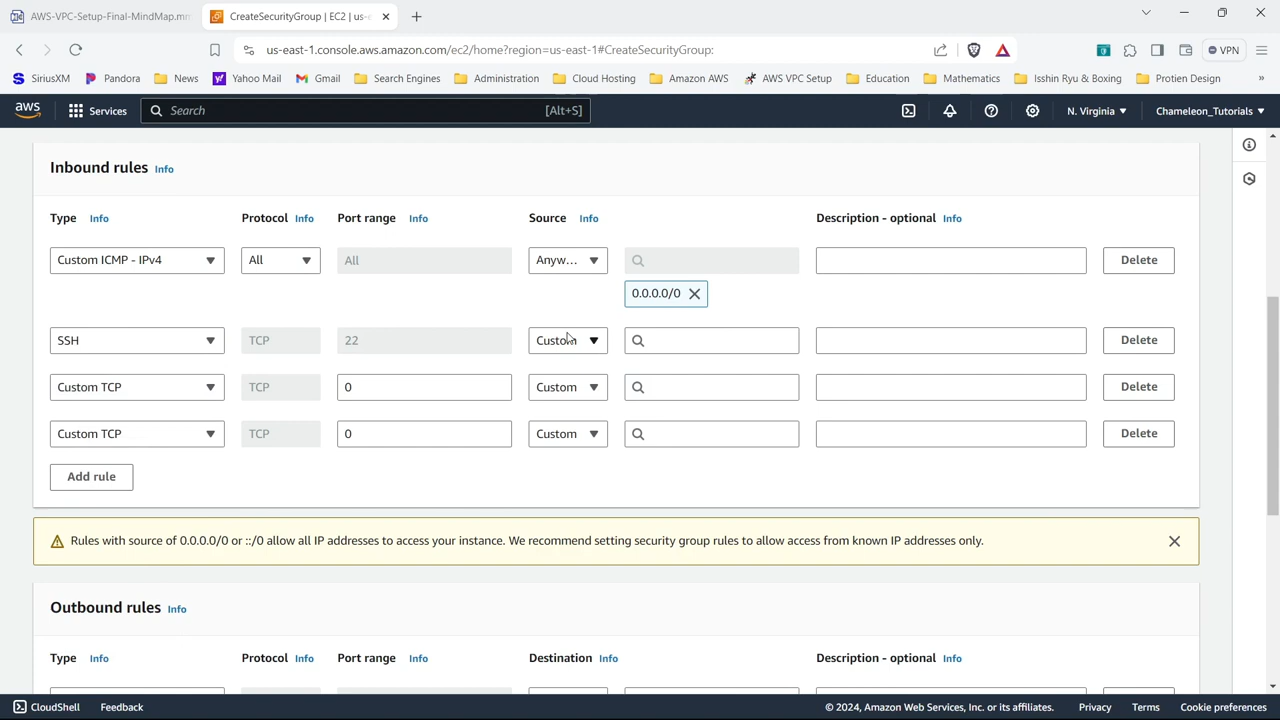 AWS-VPC-Setup-Final-MindMap.mm
CreateSecurityGroup | EC2 | us-e
us-east-1.console.aws.amazon.com/ec2/home?region=us-east-1#CreateSecurityGroup:
VPN
SiriusXM Pandora News Yahoo Mail Gmail Search Engines Administration Cloud Hosting Amazon AWS AWS VPC Setup Education Mathematics Isshin Ryu & Boxing Protien Design »
aws Services Search [Alt+S] N. Virginia Chameleon_Tutorials
Inbound rules Info
Type Info Protocol Info Port range Info Source Info Description - optional Info
Custom ICMP - IPv4 All All Anyw... Delete
0.0.0.0/0
SSH TCP 22 Custom Delete
Custom TCP TCP 0 Custom Delete
Custom TCP TCP 0 Custom Delete
Add rule
Rules with source of 0.0.0.0/0 or ::/0 allow all IP addresses to access your instance. We recommend setting security group rules to allow access from known IP addresses only.
Outbound rules Info
Type Info Protocol Info Port range Info Destination Info Description - optional Info
CloudShell Feedback © 2024, Amazon Web Services, Inc. or its affiliates. Privacy Terms Cookie preferences